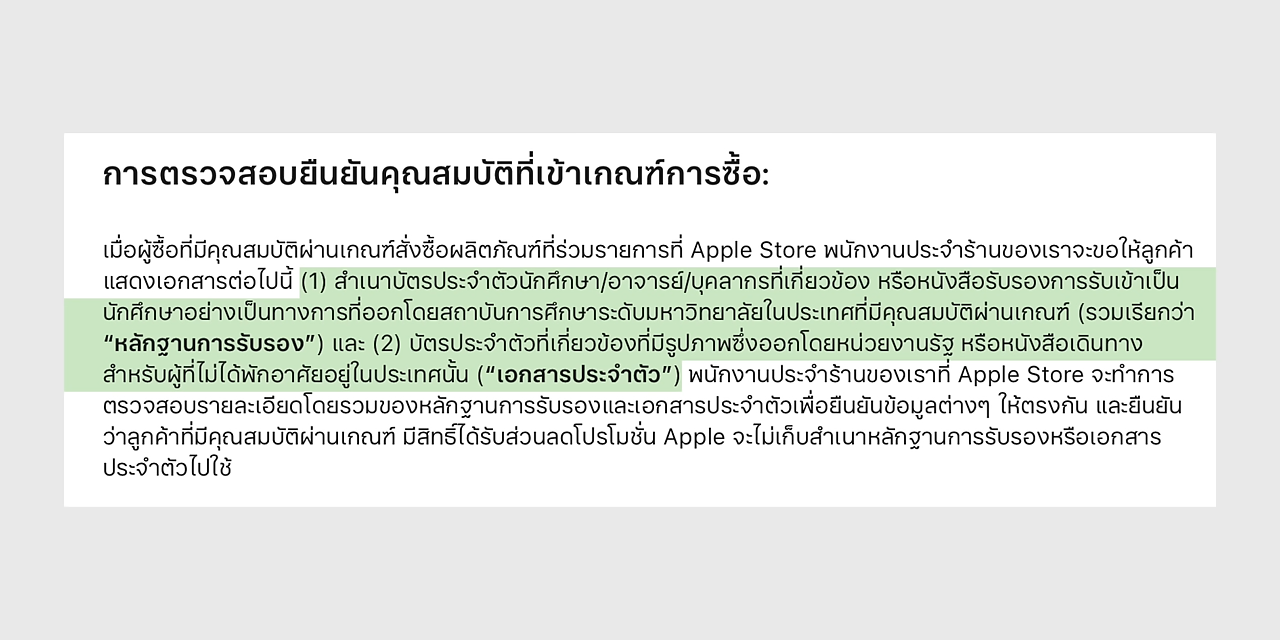 การตรวจสอบยืนยันคุณสมบัติที่เข้าเกณฑ์การซื้อ:
เมื่อผู้ซื้อที่มีคุณสมบัติผ่านเกณฑ์สั่งซื้อผลิตภัณฑ์ที่ร่วมรายการที่ Apple Store พนักงานประจำร้านของเราจะขอให้ลูกค้า
แสดงเอกสารต่อไปนี้ (1) สำเนาบัตรประจำตัวนักศึกษา/อาจารย์/บุคลากรที่เกี่ยวข้อง หรือหนังสือรับรองการรับเข้าเป็น
นักศึกษาอย่างเป็นทางการที่ออกโดยสถาบันการศึกษาระดับมหาวิทยาลัยในประเทศที่มีคุณสมบัติผ่านเกณฑ์ (รวมเรียกว่า
“หลักฐานการรับรอง”) และ (2) บัตรประจำตัวที่เกี่ยวข้องที่มีรูปภาพซึ่งออกโดยหน่วยงานรัฐ หรือหนังสือเดินทาง
สำหรับผู้ที่ไม่ได้พักอาศัยอยู่ในประเทศนั้น (“เอกสารประจำตัว”) พนักงานประจำร้านของเราที่ Apple Store จะทำการ
ตรวจสอบรายละเอียดโดยรวมของหลักฐานการรับรองและเอกสารประจำตัวเพื่อยืนยันข้อมูลต่างๆ ให้ตรงกัน และยืนยัน
ว่าลูกค้าที่มีคุณสมบัติผ่านเกณฑ์ มีสิทธิ์ได้รับส่วนลดโปรโมชั่น Apple จะไม่เก็บสำเนาหลักฐานการรับรองหรือเอกสาร
ประจำตัวไปใช้